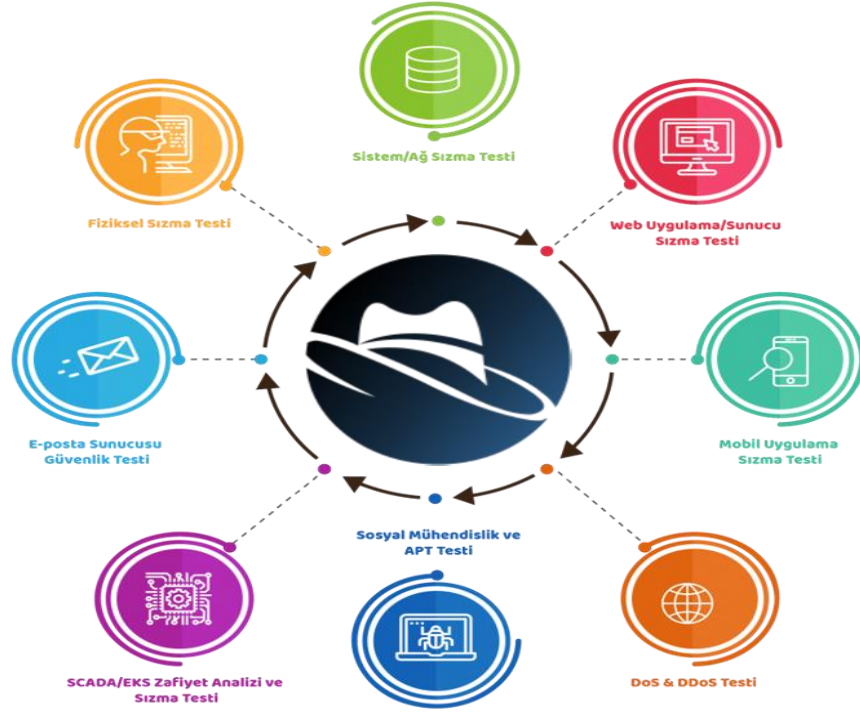 Sistem/Ağ Sızma Testi
Fiziksel Sızma Testi
Web Uygulama/Sunucu
Sızma Testi
E-posta Sunucusu
Güvenlik Testi
Mobil Uygulama
Sızma Testi
Sosyal Mühendislik ve
APT Testi
SCADA/EKS Zafiyet Analizi ve
Sızma Testi
DoS & DDoS Testi